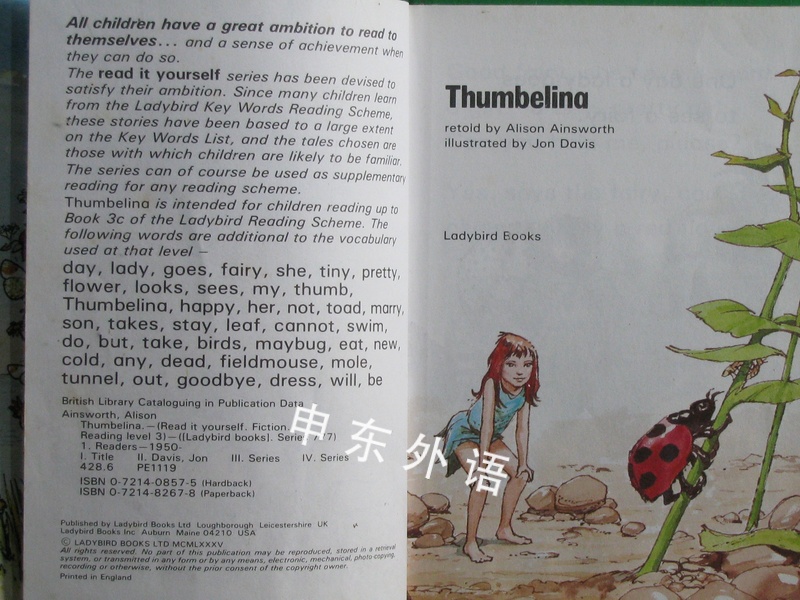 All children have a great ambition to read to
themselves... and a sense of achievement when
they can do so.
The read it yourself series has been devised to
satisfy their ambition. Since many children learn
from the Ladybird Key Words Reading Scheme,
these stories have been based to a large extent
on the Key Words List, and the tales chosen are
those with which children are likely to be familiar.
The series can of course be used as supplementary
reading for any reading scheme.
Thumbelina is intended for children reading up to
Book 3c of the Ladybird Reading Scheme. The
following words are additional to the vocabulary
used at that level –
day, lady, goes, fairy, she, tiny, pretty,
flower, looks, sees, my, thumb,
Thumbelina, happy, her, not, toad, marry,
son, takes, stay, leaf, cannot, swim,
do, but, take, birds, maybug, eat, new,
cold, any, dead, fieldmouse, mole,
tunnel, out, goodbye, dress, will, be
British Library Cataloguing in Publication Data
Ainsworth, Alison
Thumbelina.—(Read it yourself. Fiction.
Reading level 3)—([Ladybird books]. Series 
1. Readers—1950-
I. Title II. Davis, Jon III. Series IV. Series
428.6 PE1119
ISBN 0-7214-0857-5 (Hardback)
ISBN 0-7214-8267-8 (Paperback)
Published by Ladybird Books Ltd Loughborough Leicestershire UK
Ladybird Books Inc Auburn Maine 04210 USA
© LADYBIRD BOOKS LTD MCMLXXXV
All rights reserved. No part of this publication may be reproduced, stored in a retrieval
system, or transmitted in any form or by any means, electronic, mechanical, photo-copying,
recording or otherwise, without the prior consent of the copyright owner.
Printed in England
Thumbelina
retold by Alison Ainsworth
illustrated by Jon Davis
Ladybird Books
申东外语